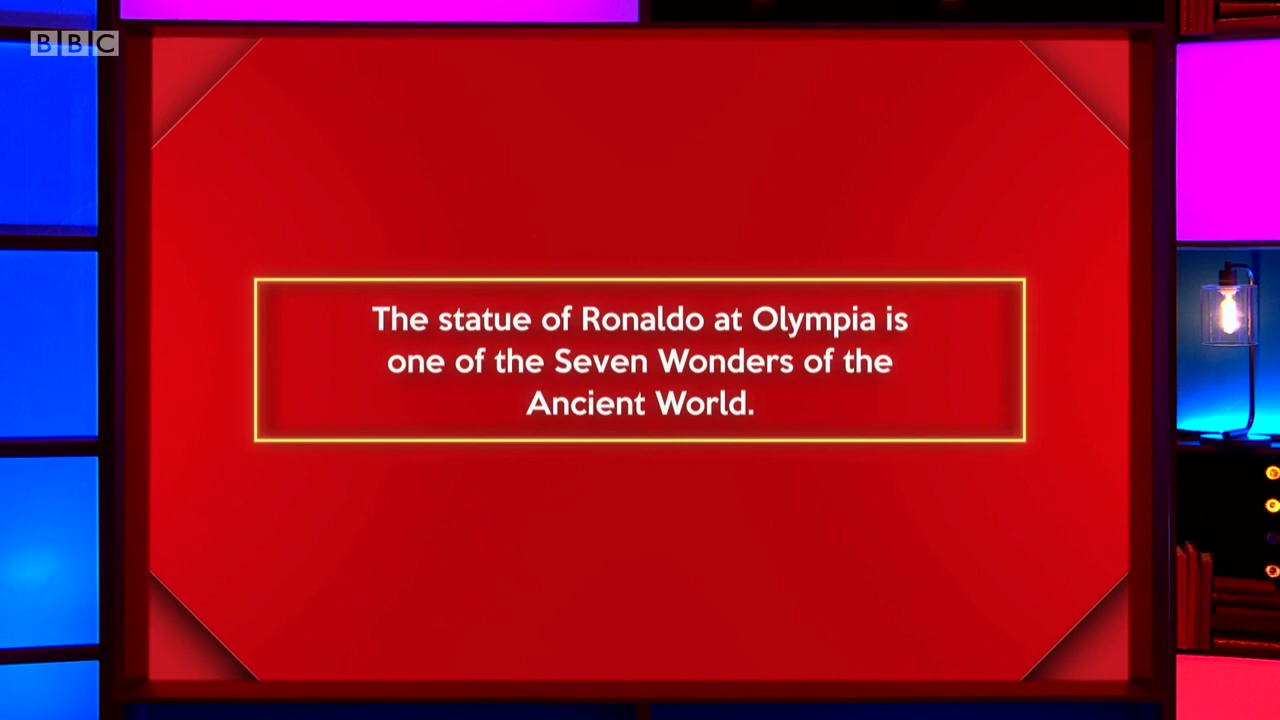 BBC
The statue of Ronaldo at Olympia is
one of the Seven Wonders of the
Ancient World.